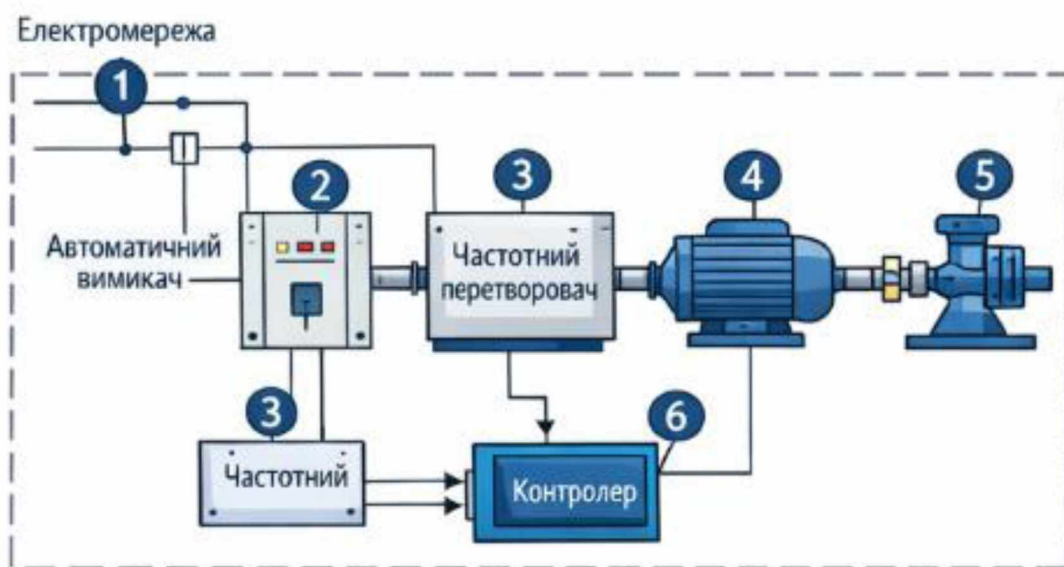 Електромережа
1
2
3
4
5
Автоматичний
вимикач
Частотний
перетворовач
3
6
Частотний
Контролер